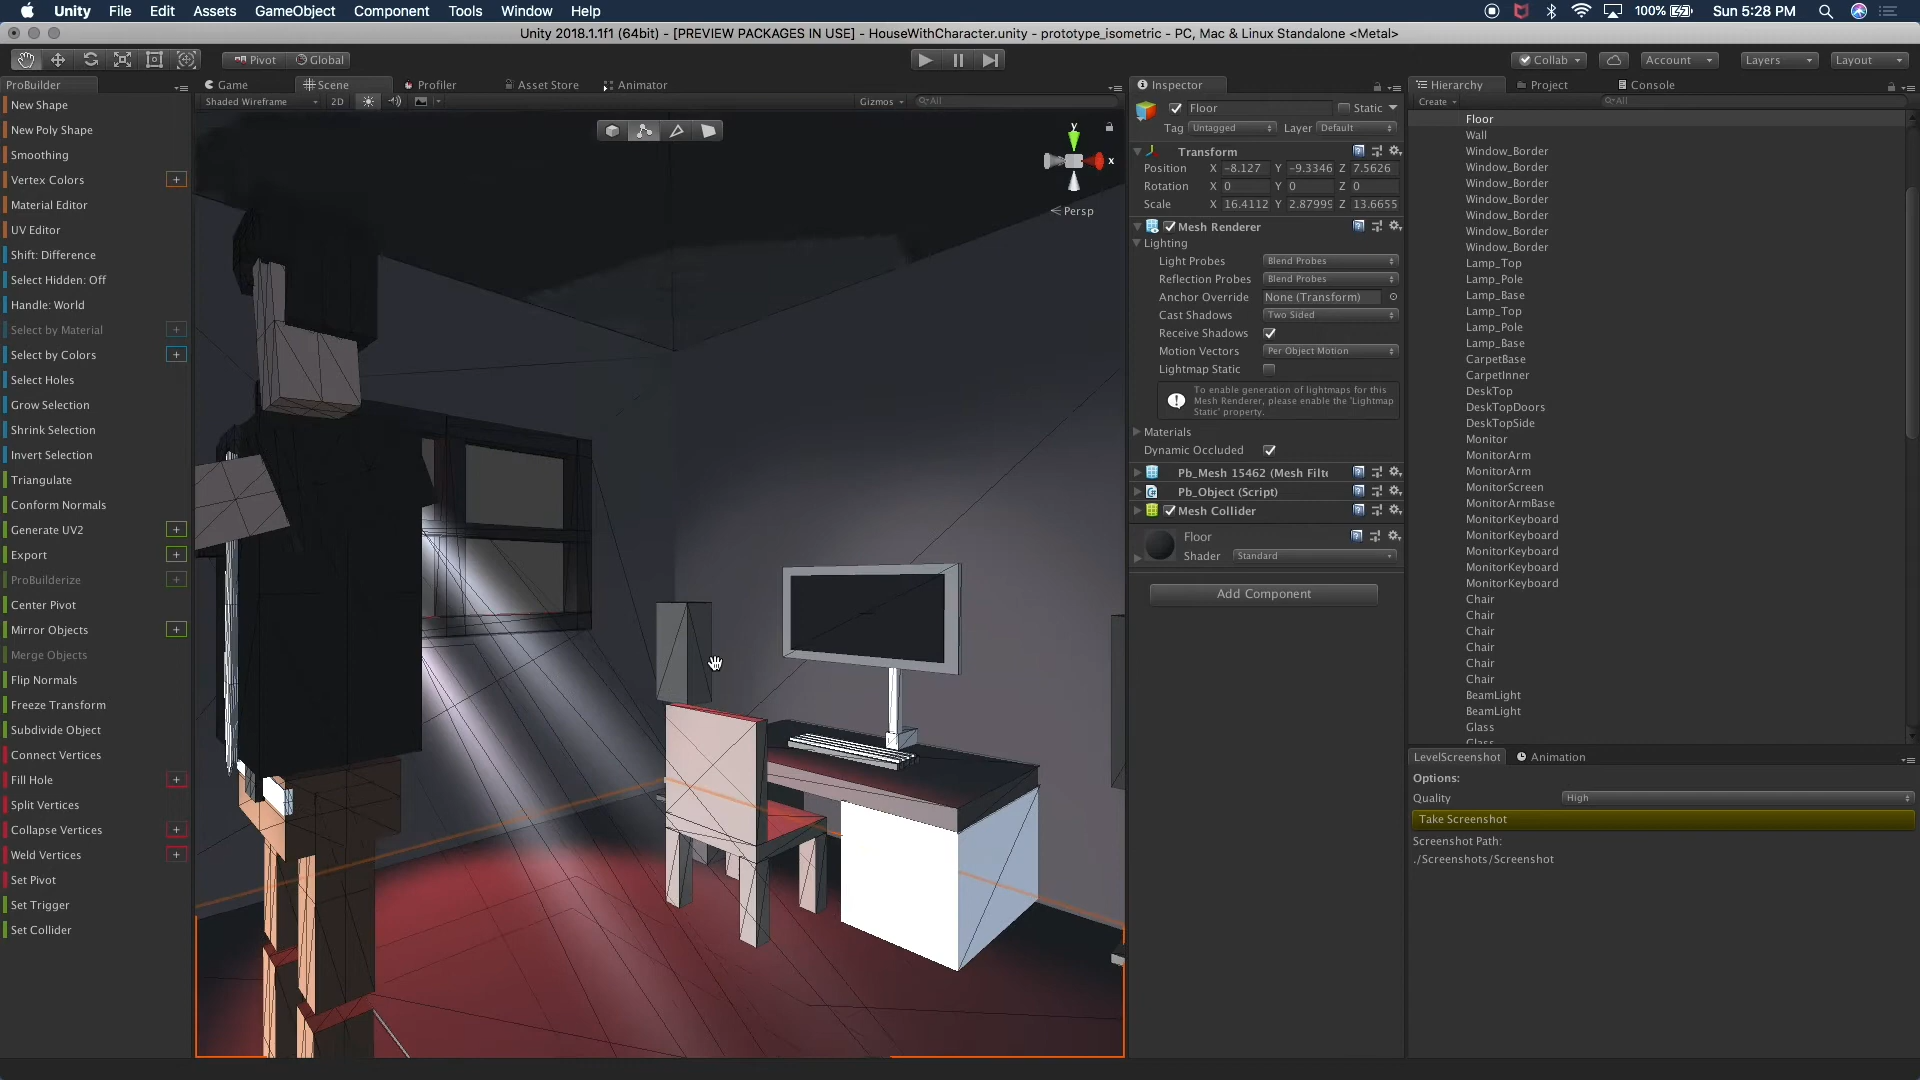 Unity File Edit Assets GameObject Component Tools Window Help
100% Sun 5:28 PM
Unity 2018.1.1f1 (64bit) - [PREVIEW PACKAGES IN USE] - HouseWithCharacter.unity - prototype_isometric - PC, Mac & Linux Standalone <Metal>
Pivot Global Collab Account Layers Layout
ProBuilder
New Shape
New Poly Shape
Smoothing
Vertex Colors
Material Editor
UV Editor
Shift: Difference
Select Hidden: Off
Handle: World
Select by Material
Select by Colors
Select Holes
Grow Selection
Shrink Selection
Invert Selection
Triangulate
Conform Normals
Generate UV2
Export
ProBuilderize
Center Pivot
Mirror Objects
Merge Objects
Flip Normals
Freeze Transform
Subdivide Object
Connect Vertices
Fill Hole
Split Vertices
Collapse Vertices
Weld Vertices
Set Pivot
Set Trigger
Set Collider
Game Scene Profiler Asset Store Animator
Shaded Wireframe 2D Gizmos All
y
x
Persp
Inspector
Floor Static
Tag Untagged Layer Default
Transform
Position X -8.127 Y -9.3346 Z 7.5626
Rotation X 0 Y 0 Z 0
Scale X 16.4112 Y 2.87999 Z 13.6655
Mesh Renderer
Lighting
Light Probes Blend Probes
Reflection Probes Blend Probes
Anchor Override None (Transform)
Cast Shadows Two Sided
Receive Shadows
Motion Vectors Per Object Motion
Lightmap Static
To enable generation of lightmaps for this
Mesh Renderer, please enable the 'Lightmap
Static' property.
Materials
Dynamic Occluded
Pb_Mesh 15462 (Mesh Filte
Pb_Object (Script)
Mesh Collider
Floor
Shader Standard
Add Component
Hierarchy Project Console
Create All
Floor
Wall
Window_Border
Window_Border
Window_Border
Window_Border
Window_Border
Window_Border
Window_Border
Lamp_Top
Lamp_Pole
Lamp_Base
Lamp_Top
Lamp_Pole
Lamp_Base
CarpetBase
CarpetInner
DeskTop
DeskTopDoors
DeskTopSide
Monitor
MonitorArm
MonitorArm
MonitorScreen
MonitorArmBase
MonitorKeyboard
MonitorKeyboard
MonitorKeyboard
MonitorKeyboard
MonitorKeyboard
Chair
Chair
Chair
Chair
Chair
Chair
BeamLight
BeamLight
Glass
Glass
LevelScreenshot Animation
Options:
Quality High
Take Screenshot
Screenshot Path:
./Screenshots/Screenshot